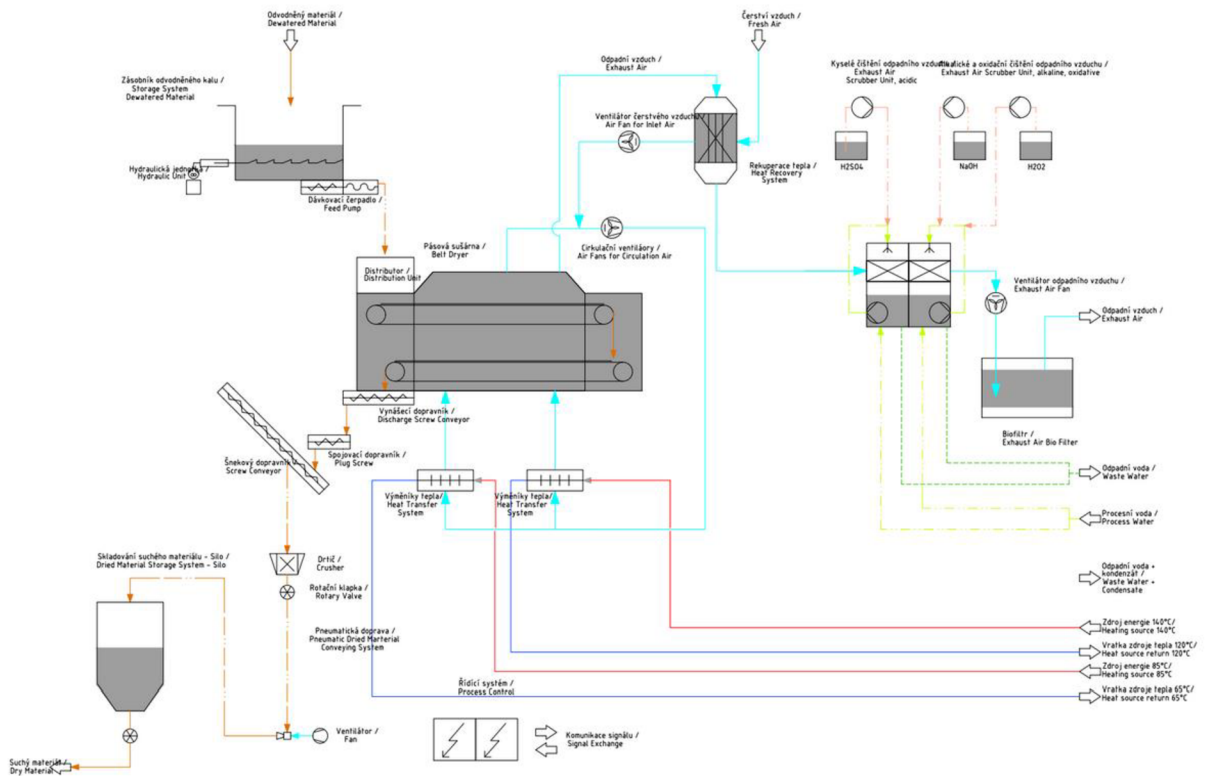 Odvodněný materiál /
Dewatered Material
Čerství vzduch /
Fresh Air
Zásobník odvodněného kalu /
Storage System
Dewatered Material
Odpadní vzduch /
Exhaust Air
Kyselé čištění odpadního vzduchu /
Exhaust Air
Scrubber Unit, acidic
Alkalické a oxidační čištění odpadního vzduchu /
Exhaust Air Scrubber Unit, alkaline, oxidative
Ventilátor čerstvého vzduchu /
Air Fan for Inlet Air
Hydraulická jednotka /
Hydraulic Unit
Rekuperace tepla /
Heat Recovery
System
H2SO4
NaOH
H2O2
Dávkovací čerpadlo /
Feed Pump
Pásová sušárna /
Belt Dryer
Cirkulační ventiláory /
Air Fans for Circulation Air
Distributor /
Distribution Unit
Ventilátor odpadního vzduchu /
Exhaust Air Fan
Odpadní vzduch /
Exhaust Air
Vynášecí dopravník /
Discharge Screw Conveyor
Biofiltr /
Exhaust Air Bio Filter
Šnekový dopravník /
Screw Conveyor
Spojovací dopravník /
Plug Screw
Odpadní voda /
Waste Water
Výměníky tepla/
Heat Transfer
System
Výměníky tepla/
Heat Transfer
System
Procesní voda /
Process Water
Skladování suchého materiálu - Silo /
Dried Material Storage System - Silo
Drtič /
Crusher
Rotační klapka /
Rotary Valve
Odpadní voda +
kondenzát /
Waste Water +
Condensate
Pneumatická doprava /
Pneumatic Dried Marterial
Conveying System
Zdroj energie 140°C/
Heating source 140°C
Vratka zdroje tepla 120°C/
Heat source return 120°C
Zdroj energie 85°C/
Heating source 85°C
Řídící systém /
Process Control
Vratka zdroje tepla 65°C/
Heat source return 65°C
Ventilátor /
Fan
Komunikace signálu /
Signal Exchange
Suchý materiál /
Dry Material